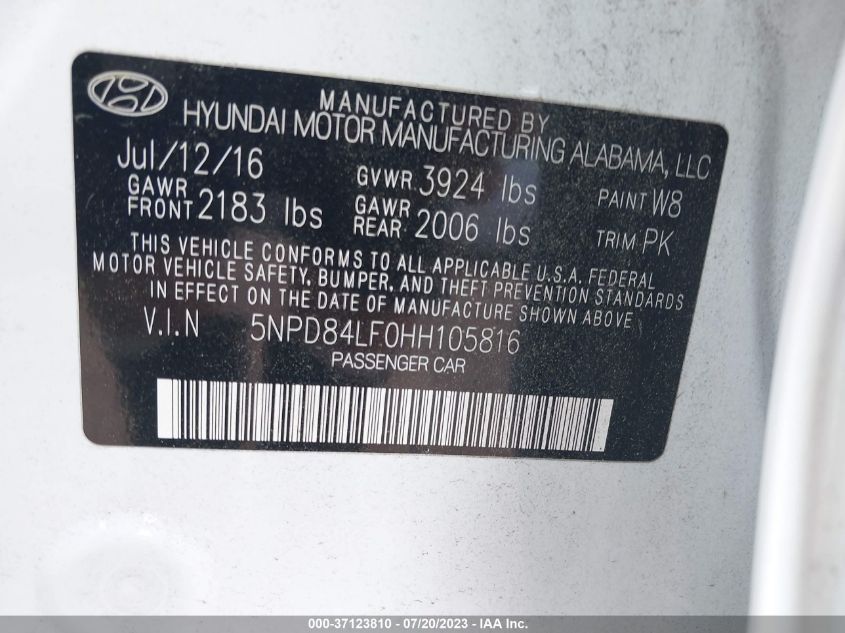 MANUFACTURED BY
HYUNDAI MOTOR MANUFACTURING ALABAMA, LLC
Jul/12/16 GVWR 3924 lbs PAINT W8
GAWR FRONT 2183 lbs GAWR REAR 2006 lbs TRIM PK
THIS VEHICLE CONFORMS TO ALL APPLICABLE U.S.A. FEDERAL
MOTOR VEHICLE SAFETY, BUMPER, AND THEFT PREVENTION STANDARDS
IN EFFECT ON THE DATE OF MANUFACTURE SHOWN ABOVE
V.I.N 5NPD84LF0HH105816
PASSENGER CAR
000-37123810 - 07/20/2023 - IAA Inc.